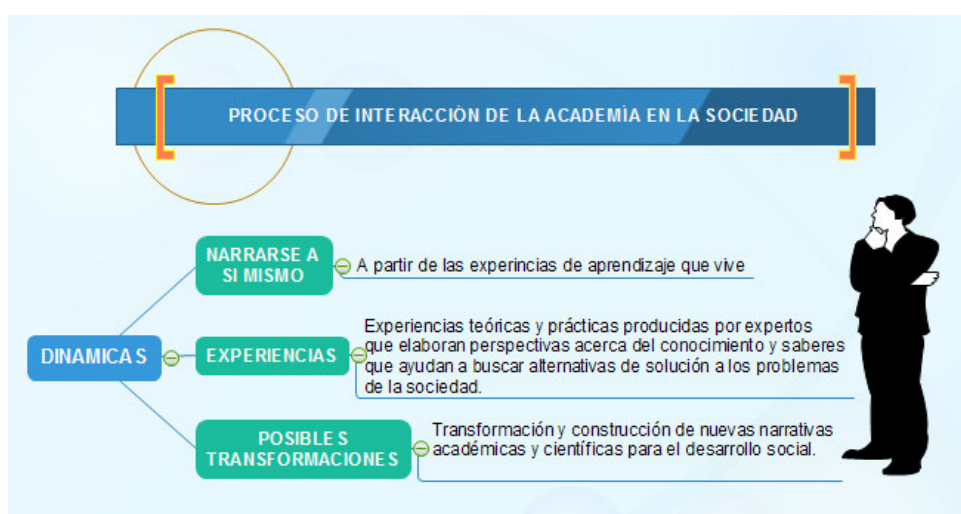 PROCESO DE INTERACCIÓN DE LA ACADEMÌA EN LA SOCIEDAD
NARRARSE A
SI MISMO
A partir de las experincias de aprendizaje que vive
DINAMICAS
EXPERIENCIAS
Experiencias teóricas y prácticas producidas por expertos
que elaboran perspectivas acerca del conocimiento y saberes
que ayudan a buscar alternativas de solución a los problemas
de la sociedad.
POSIBLES
TRANSFORMACIONES
Transformación y construcción de nuevas narrativas
académicas y científicas para el desarrollo social.